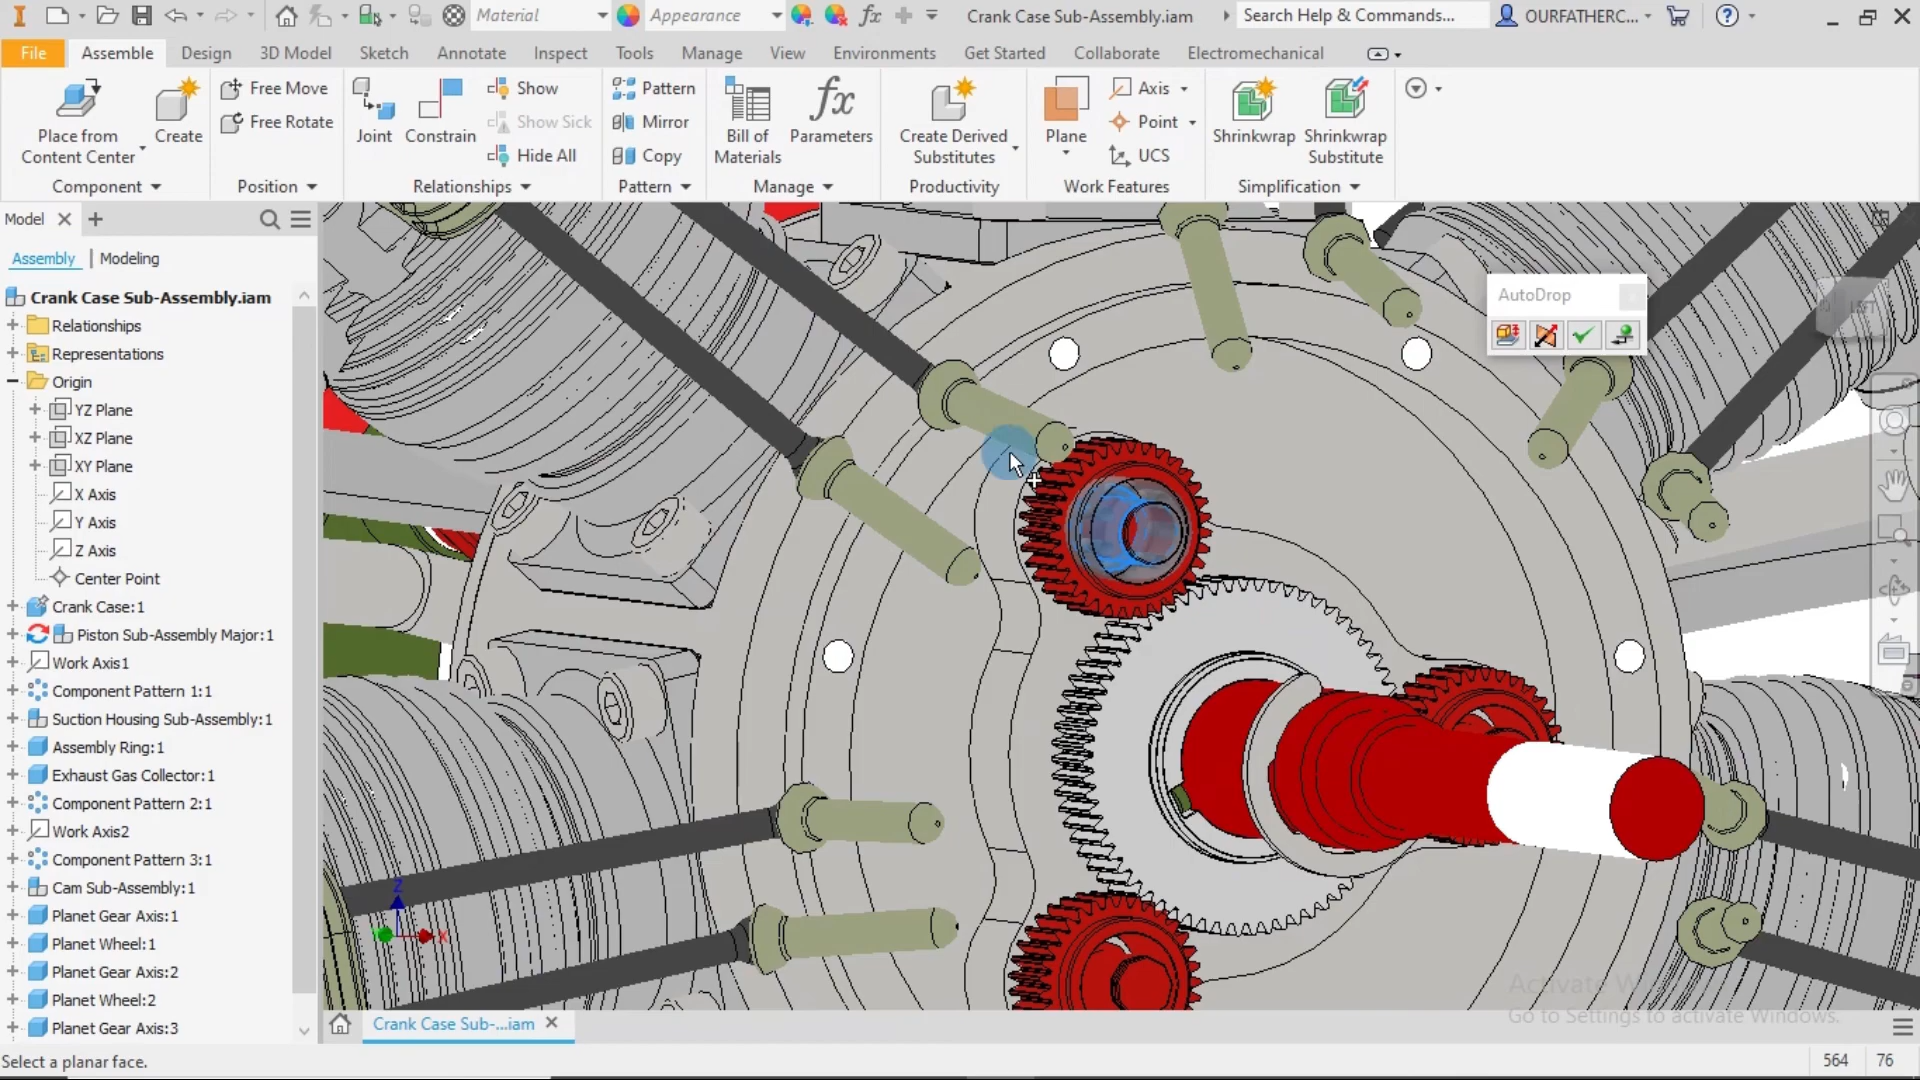 Material
Appearance
fx
Crank Case Sub-Assembly.iam
Search Help & Commands...
OURFATHERC...
File
Assemble
Design
3D Model
Sketch
Annotate
Inspect
Tools
Manage
View
Environments
Get Started
Collaborate
Electromechanical
Place from
Content Center
Create
Free Move
Free Rotate
Joint
Constrain
Show
Show Sick
Hide All
Pattern
Mirror
Copy
Bill of
Materials
fx
Parameters
Create Derived
Substitutes
Plane
Axis
Point
UCS
Shrinkwrap
Shrinkwrap
Substitute
Component
Position
Relationships
Pattern
Manage
Productivity
Work Features
Simplification
Model
Assembly
Modeling
Crank Case Sub-Assembly.iam
Relationships
Representations
Origin
YZ Plane
XZ Plane
XY Plane
X Axis
Y Axis
Z Axis
Center Point
Crank Case:1
Piston Sub-Assembly Major:1
Work Axis1
Component Pattern 1:1
Suction Housing Sub-Assembly:1
Assembly Ring:1
Exhaust Gas Collector:1
Component Pattern 2:1
Work Axis2
Component Pattern 3:1
Cam Sub-Assembly:1
Planet Gear Axis:1
Planet Wheel:1
Planet Gear Axis:2
Planet Wheel:2
Planet Gear Axis:3
AutoDrop
Z
X
Go to Settings to activate Windows.
Crank Case Sub-...iam
Select a planar face.
564
76